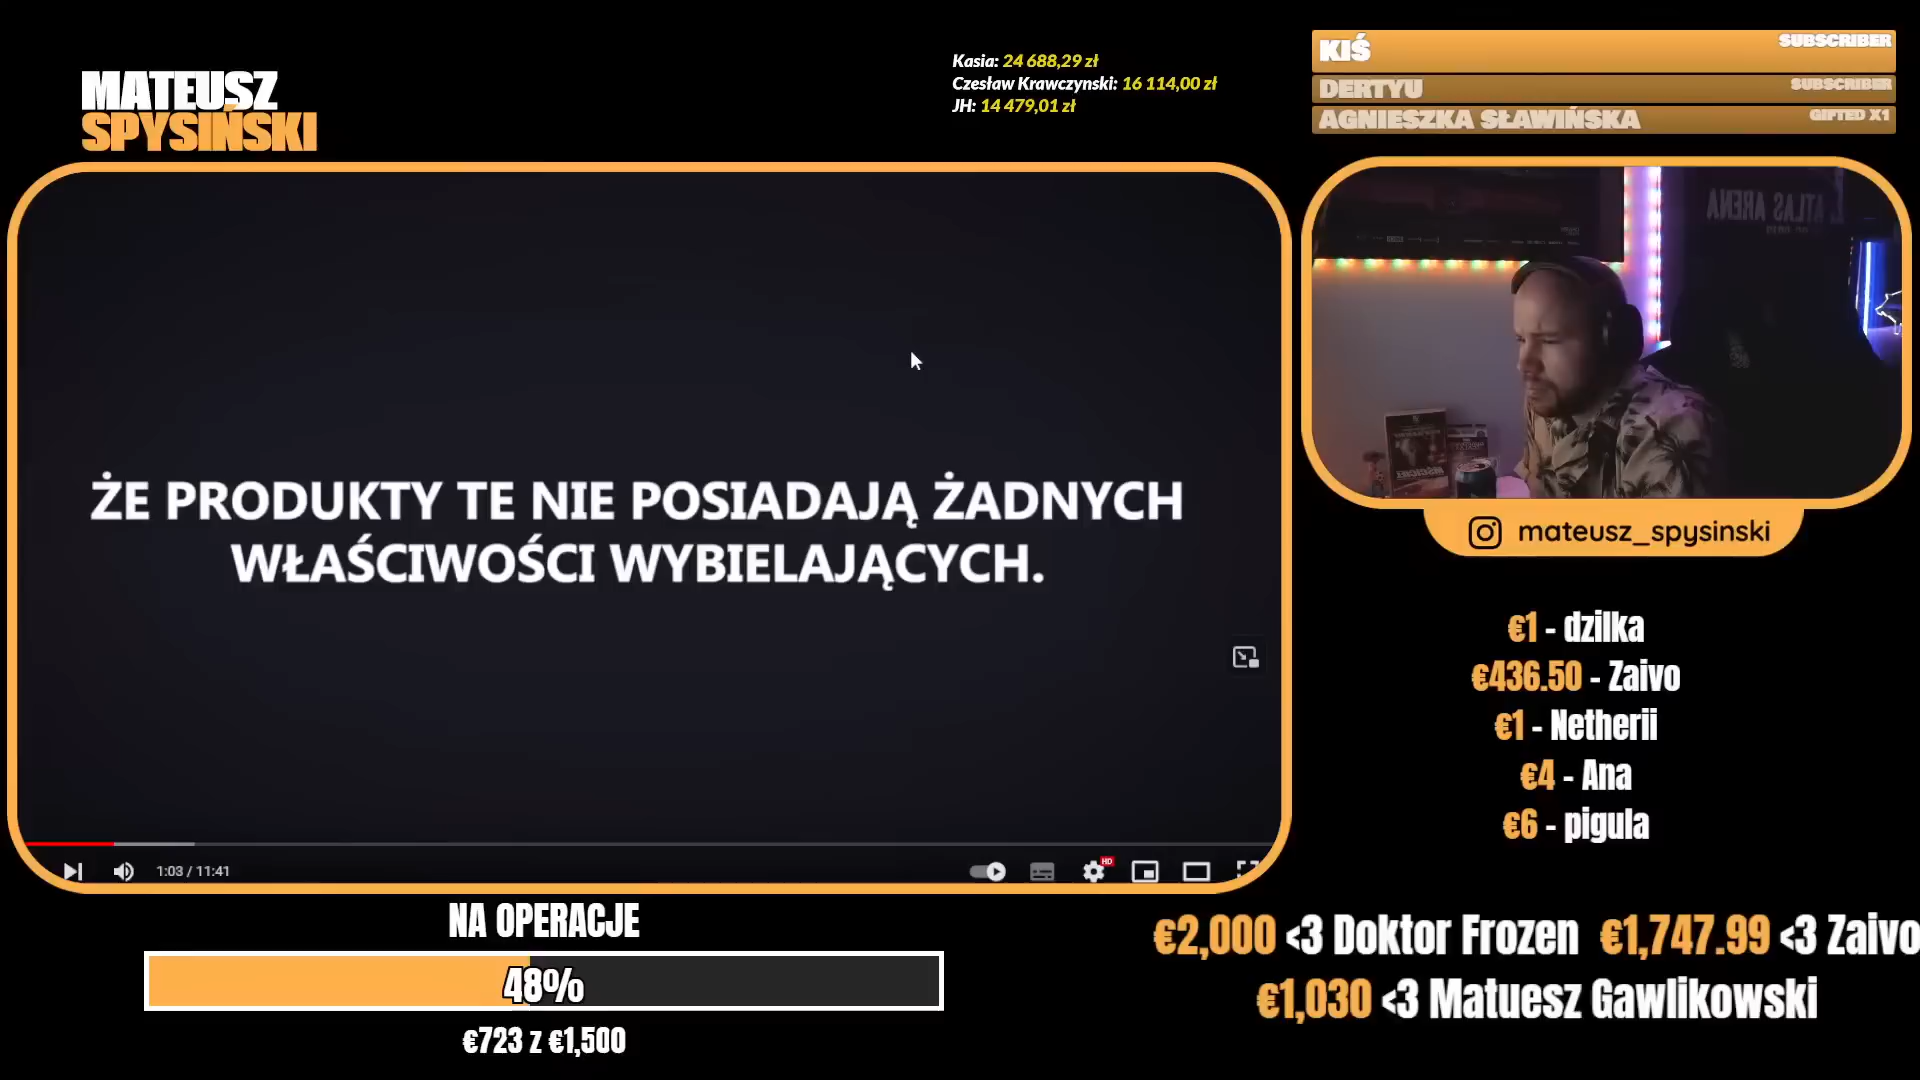 MATEUSZ
SPYSIŃSKI
Kasia: 24 688,29 zł
Czesław Krawczynski: 16 114,00 zł
JH: 14 479,01 zł
KIŚ SUBSCRIBER
DERTYU SUBSCRIBER
AGNIESZKA SŁAWIŃSKA GIFTED X1
ATLAS ARENA
ŻE PRODUKTY TE NIE POSIADAJĄ ŻADNYCH
WŁAŚCIWOŚCI WYBIELAJĄCYCH.
mateusz_spysinski
€1 - dzilka
€436.50 - Zaivo
€1 - Netherii
€4 - Ana
€6 - pigula
1:03 / 11:41
HD
NA OPERACJE
48%
€723 z €1,500
€2,000 <3 Doktor Frozen €1,747.99 <3 Zaivo
€1,030 <3 Matuesz Gawlikowski